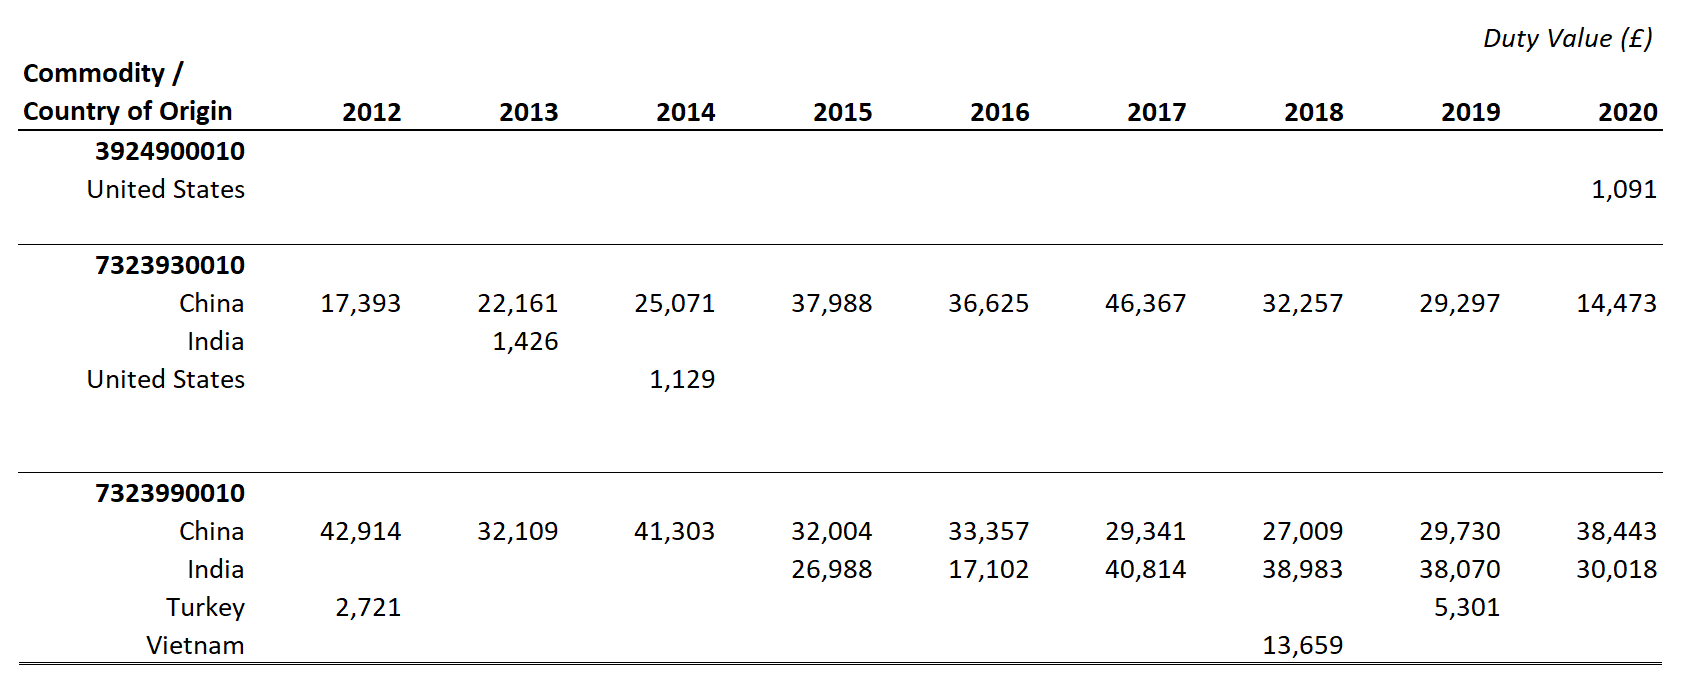 Duty Value (£)
Commodity /
Country of Origin 2012 2013 2014 2015 2016 2017 2018 2019 2020
3924900010
United States 1,091
7323930010
China 17,393 22,161 25,071 37,988 36,625 46,367 32,257 29,297 14,473
India 1,426
United States 1,129
7323990010
China 42,914 32,109 41,303 32,004 33,357 29,341 27,009 29,730 38,443
India 26,988 17,102 40,814 38,983 38,070 30,018
Turkey 2,721 5,301
Vietnam 13,659